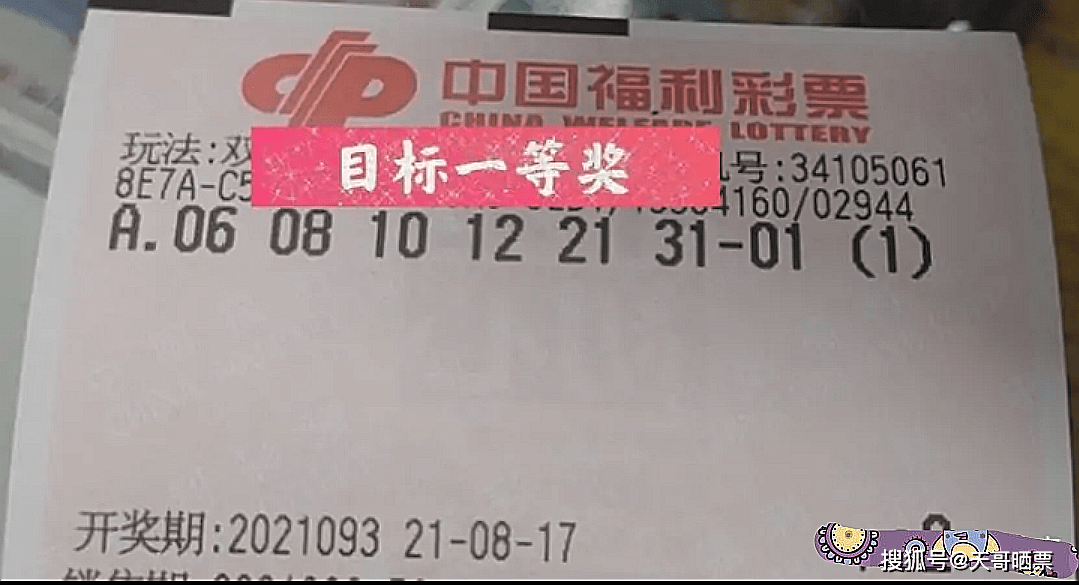 中国福利彩票
CHINA WELFARE LOTTERY
玩法:双
目标一等奖
号:34105061
8E7A-C5
4160/02944
A.06 08 10 12 21 31-01 (1)
开奖期:2021093 21-08-17
搜狐号@天哥晒票